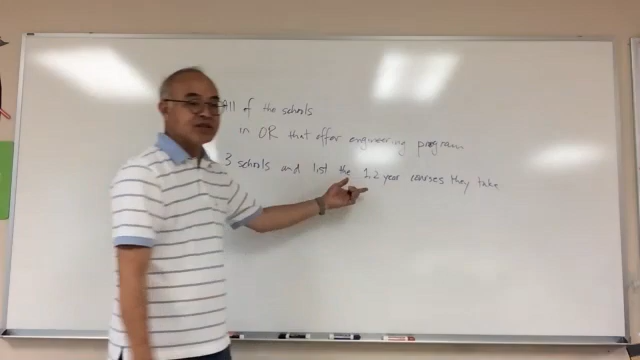 All of the schools
in OR that offer engineering program
3 schools and list the 1,2 year courses they take